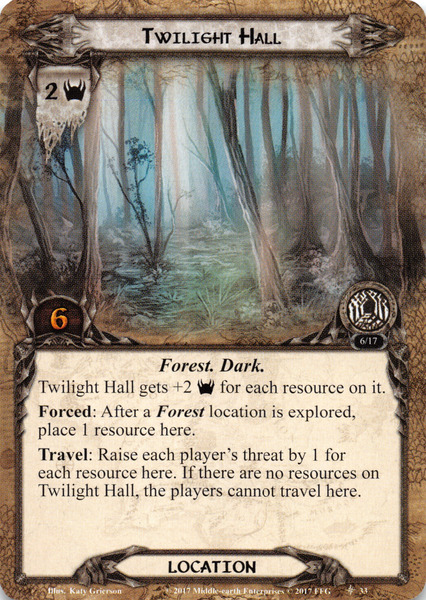 Twilight Hall
2
6
6/17
Forest. Dark.
Twilight Hall gets +2 for each resource on it.
Forced: After a Forest location is explored,
place 1 resource here.
Travel: Raise each player's threat by 1 for
each resource here. If there are no resources on
Twilight Hall, the players cannot travel here.
LOCATION
Illus. Katy Grierson © 2017 Middle-earth Enterprises © 2017 FFG 33